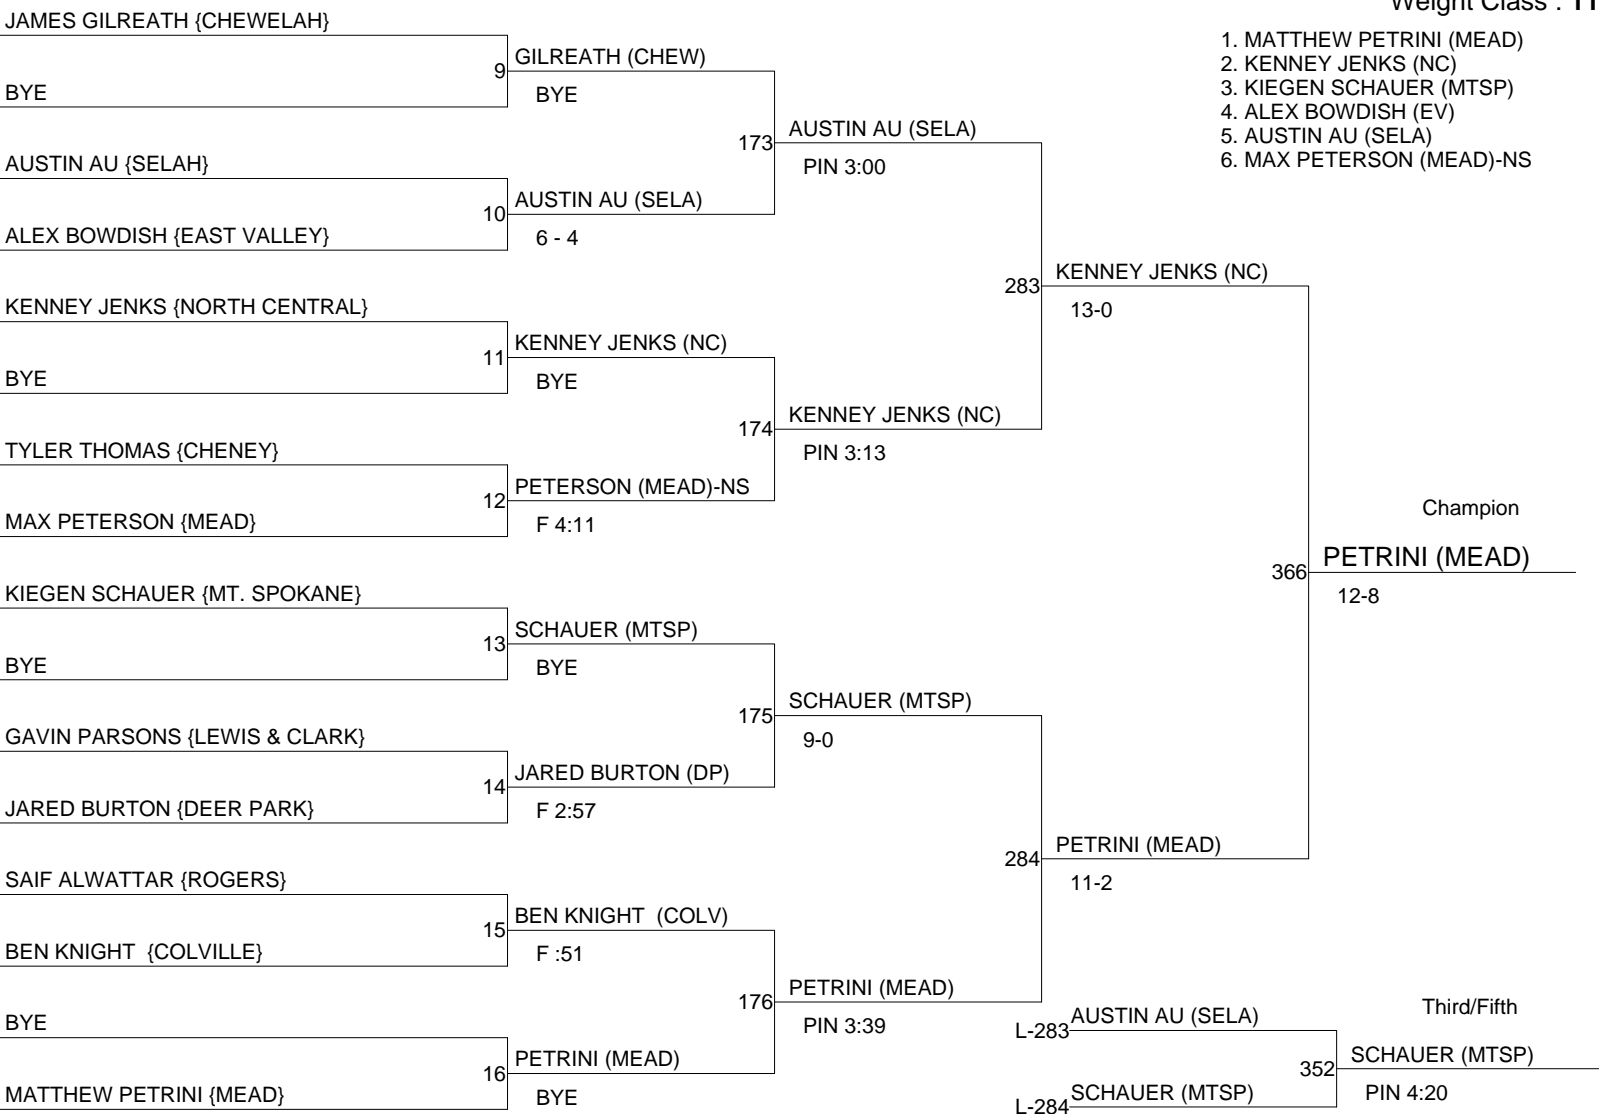 Weight Class : 11
1. MATTHEW PETRINI (MEAD)
2. KENNEY JENKS (NC)
3. KIEGEN SCHAUER (MTSP)
4. ALEX BOWDISH (EV)
5. AUSTIN AU (SELA)
6. MAX PETERSON (MEAD)-NS
JAMES GILREATH {CHEWELAH}
BYE
AUSTIN AU {SELAH}
ALEX BOWDISH {EAST VALLEY}
KENNEY JENKS {NORTH CENTRAL}
BYE
TYLER THOMAS {CHENEY}
MAX PETERSON {MEAD}
KIEGEN SCHAUER {MT. SPOKANE}
BYE
GAVIN PARSONS {LEWIS & CLARK}
JARED BURTON {DEER PARK}
SAIF ALWATTAR {ROGERS}
BEN KNIGHT {COLVILLE}
BYE
MATTHEW PETRINI {MEAD}
9 GILREATH (CHEW)
BYE
10 AUSTIN AU (SELA)
6 - 4
11 KENNEY JENKS (NC)
BYE
12 PETERSON (MEAD)-NS
F 4:11
13 SCHAUER (MTSP)
BYE
14 JARED BURTON (DP)
F 2:57
15 BEN KNIGHT (COLV)
F :51
16 PETRINI (MEAD)
BYE
173 AUSTIN AU (SELA)
PIN 3:00
174 KENNEY JENKS (NC)
PIN 3:13
175 SCHAUER (MTSP)
9-0
176 PETRINI (MEAD)
PIN 3:39
283 KENNEY JENKS (NC)
13-0
284 PETRINI (MEAD)
11-2
Champion
366 PETRINI (MEAD)
12-8
Third/Fifth
L-283 AUSTIN AU (SELA)
L-284 SCHAUER (MTSP)
352 SCHAUER (MTSP)
PIN 4:20